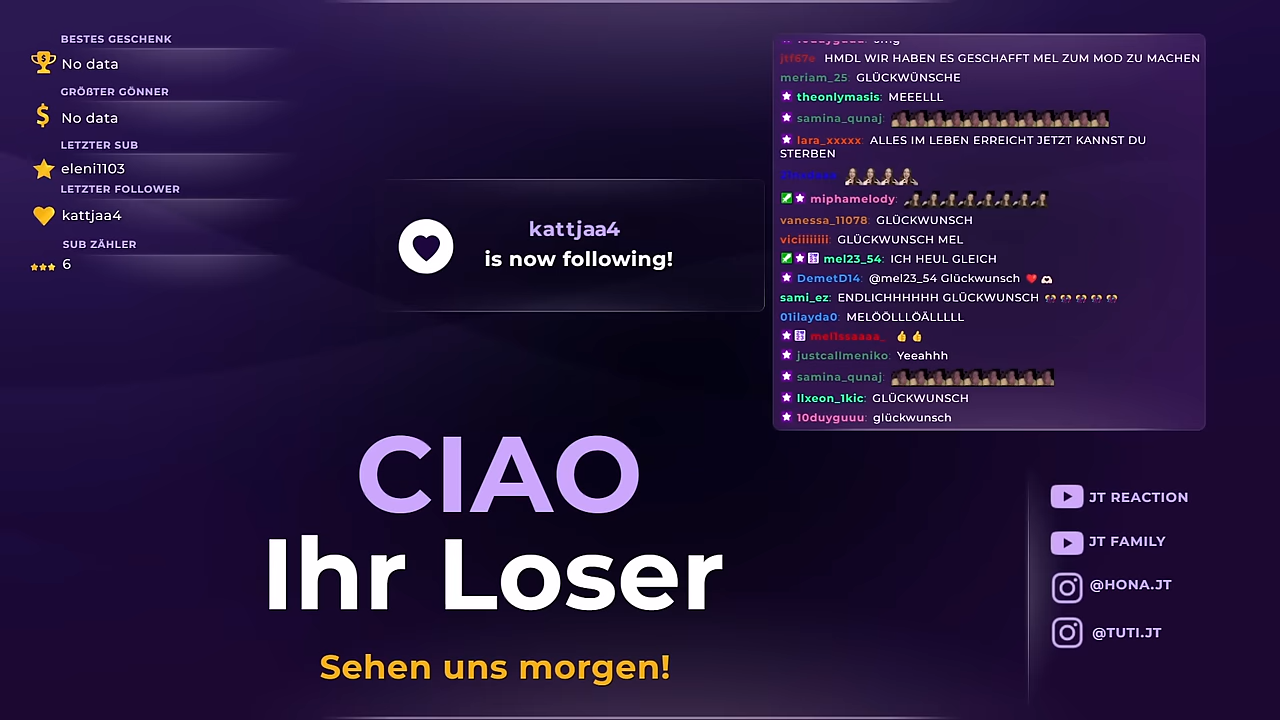 BESTES GESCHENK
No data
GRÖßTER GÖNNER
No data
LETZTER SUB
eleni1103
LETZTER FOLLOWER
kattjaa4
SUB ZÄHLER
6
kattjaa4
is now following!
jtf67e HMDL WIR HABEN ES GESCHAFFT MEL ZUM MOD ZU MACHEN
meriam_25: GLÜCKWÜNSCHE
theonlymasis: MEEELLL
samina_qunaj:
lara_xxxxx: ALLES IM LEBEN ERREICHT JETZT KANNST DU
STERBEN
miphamelody:
vanessa_11078: GLÜCKWUNSCH
viciiiiiiii: GLÜCKWUNSCH MEL
mel23_54: ICH HEUL GLEICH
DemetD14: @mel23_54 Glückwunsch
sami_ez: ENDLICHHHHHH GLÜCKWUNSCH
01ilayda0: MELÖÖLLLÖÄLLLLL
mel1ssaaaa_
justcallmeniko: Yeeahhh
samina_qunaj:
llxeon_1kic: GLÜCKWUNSCH
10duyguuu: glückwunsch
CIAO
Ihr Loser
Sehen uns morgen!
JT REACTION
JT FAMILY
@HONA.JT
@TUTI.JT